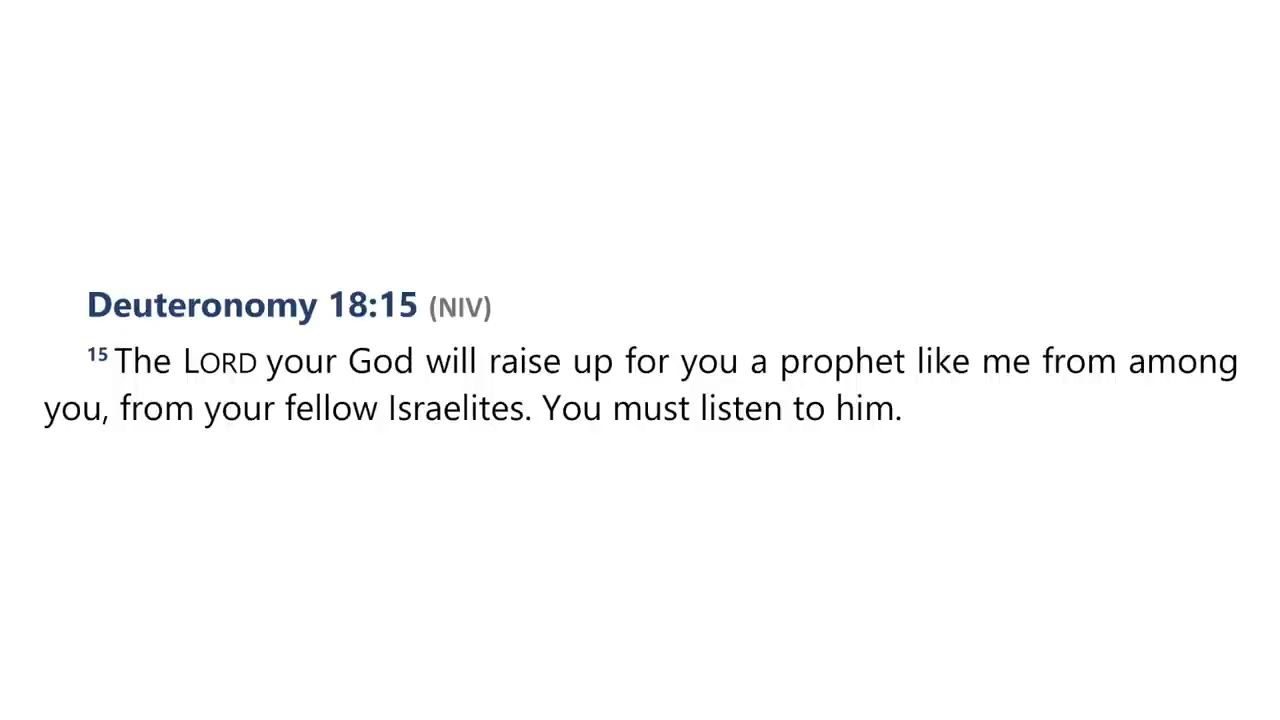 Deuteronomy 18:15 (NIV)
15 The LORD your God will raise up for you a prophet like me from among
you, from your fellow Israelites. You must listen to him.